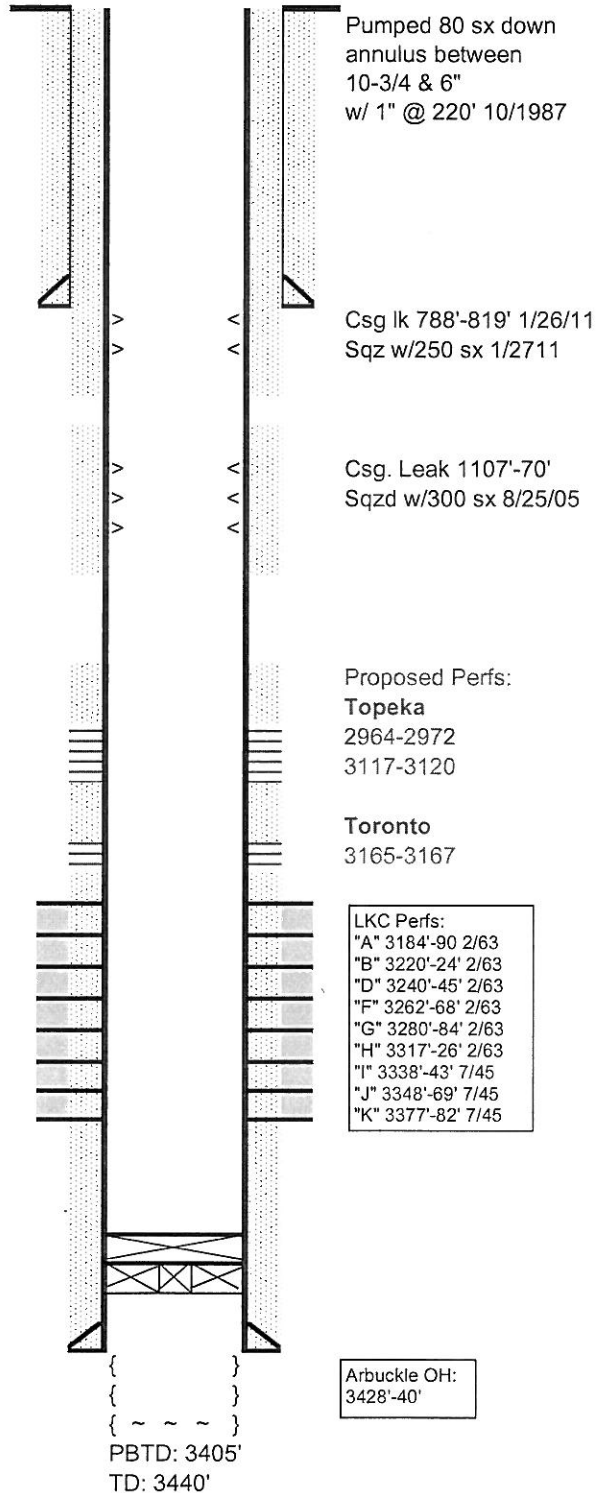 Pumped 80 sx down
annulus between
10-3/4 & 6"
w/ 1" @ 220' 10/1987
Csg lk 788'-819' 1/26/11
Sqz w/250 sx 1/2711
Csg. Leak 1107'-70'
Sqzd w/300 sx 8/25/05
Proposed Perfs:
Topeka
2964-2972
3117-3120
Toronto
3165-3167
LKC Perfs:
"A" 3184'-90 2/63
"B" 3220'-24' 2/63
"D" 3240'-45' 2/63
"F" 3262'-68' 2/63
"G" 3280'-84' 2/63
"H" 3317'-26' 2/63
"I" 3338'-43' 7/45
"J" 3348'-69' 7/45
"K" 3377'-82' 7/45
Arbuckle OH:
3428'-40'
PBTD: 3405'
TD: 3440'